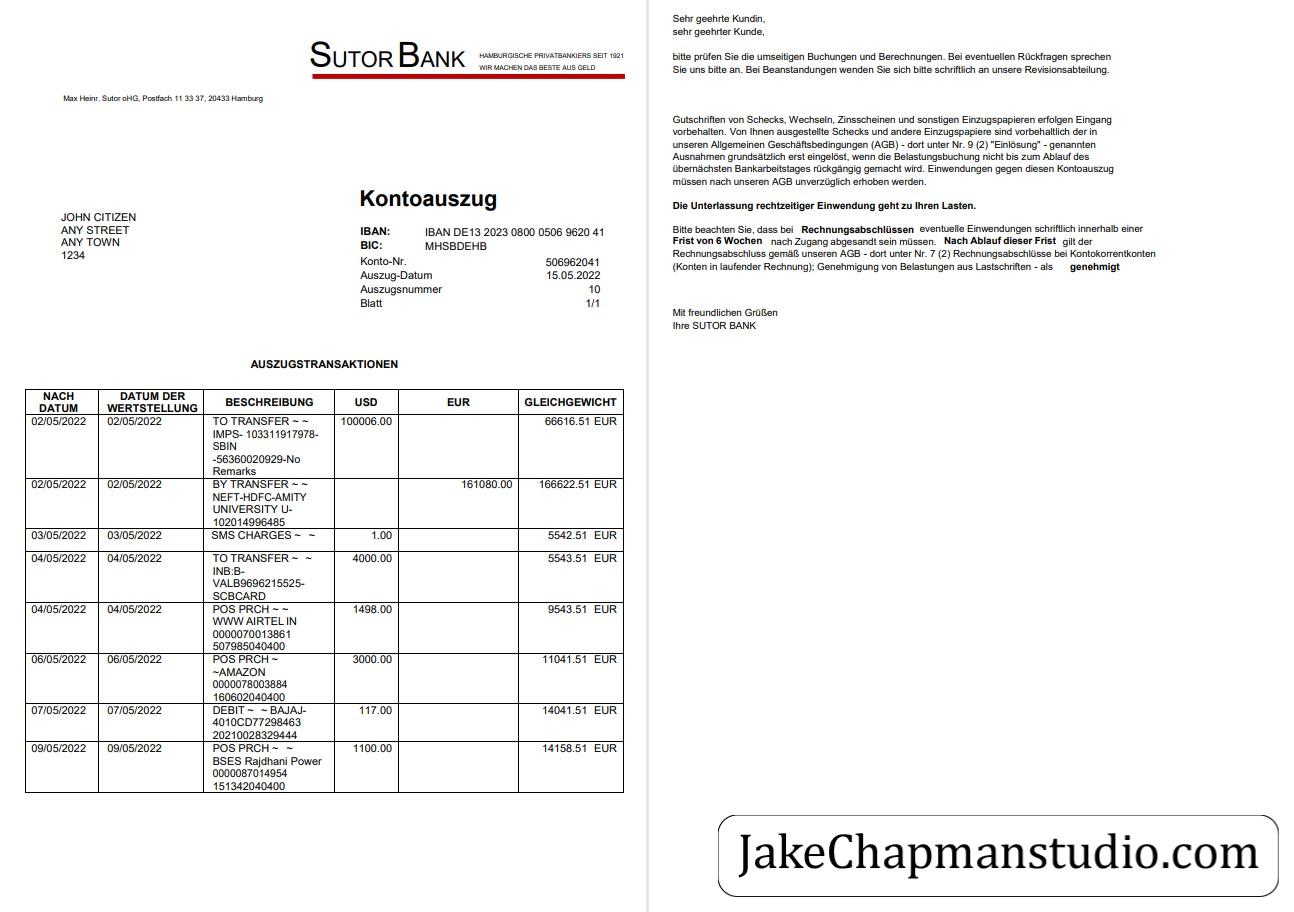 SUTOR BANK HAMBURGISCHE PRIVATBANKIERS SEIT 1921
WIR MACHEN DAS BESTE AUS GELD
Max Heinr. Sutor oHG, Postfach 11 33 37, 20433 Hamburg
Kontoauszug
JOHN CITIZEN
ANY STREET
ANY TOWN
1234
IBAN: IBAN DE13 2023 0800 0506 9620 41
BIC: MHSBDEHB
Konto-Nr. 506962041
Auszug-Datum 15.05.2022
Auszugsnummer 10
Blatt 1/1
AUSZUGSTRANSAKTIONEN
NACH DATUM DATUM DER WERTSTELLUNG BESCHREIBUNG USD EUR GLEICHGEWICHT
02/05/2022 02/05/2022 TO TRANSFER ~ ~ 100006.00 66616.51 EUR
IMPS- 103311917978-
SBIN
-56360020929-No
Remarks
02/05/2022 02/05/2022 BY TRANSFER ~ ~ 161080.00 166622.51 EUR
NEFT-HDFC-AMITY
UNIVERSITY U-
102014996485
03/05/2022 03/05/2022 SMS CHARGES ~ ~ 1.00 5542.51 EUR
04/05/2022 04/05/2022 TO TRANSFER ~ ~ 4000.00 5543.51 EUR
INB:B-
VALB9696215525-
SCBCARD
04/05/2022 04/05/2022 POS PRCH ~ ~ 1498.00 9543.51 EUR
WWW AIRTEL IN
0000070013861
507985040400
06/05/2022 06/05/2022 POS PRCH ~ 3000.00 11041.51 EUR
~AMAZON
0000078003884
160602040400
07/05/2022 07/05/2022 DEBIT ~ ~ BAJAJ- 117.00 14041.51 EUR
4010CD77298463
20210028329444
09/05/2022 09/05/2022 POS PRCH ~ ~ 1100.00 14158.51 EUR
BSES Rajdhani Power
0000087014954
151342040400
Sehr geehrte Kundin,
sehr geehrter Kunde,
bitte prüfen Sie die umseitigen Buchungen und Berechnungen. Bei eventuellen Rückfragen sprechen
Sie uns bitte an. Bei Beanstandungen wenden Sie sich bitte schriftlich an unsere Revisionsabteilung.
Gutschriften von Schecks, Wechseln, Zinsscheinen und sonstigen Einzugspapieren erfolgen Eingang
vorbehalten. Von Ihnen ausgestellte Schecks und andere Einzugspapiere sind vorbehaltlich der in
unseren Allgemeinen Geschäftsbedingungen (AGB) - dort unter Nr. 9 (2) "Einlösung" - genannten
Ausnahmen grundsätzlich erst eingelöst, wenn die Belastungsbuchung nicht bis zum Ablauf des
übernächsten Bankarbeitstages rückgängig gemacht wird. Einwendungen gegen diesen Kontoauszug
müssen nach unseren AGB unverzüglich erhoben werden.
Die Unterlassung rechtzeitiger Einwendung geht zu Ihren Lasten.
Bitte beachten Sie, dass bei Rechnungsabschlüssen eventuelle Einwendungen schriftlich innerhalb einer
Frist von 6 Wochen nach Zugang abgesandt sein müssen. Nach Ablauf dieser Frist gilt der
Rechnungsabschluss gemäß unseren AGB - dort unter Nr. 7 (2) Rechnungsabschlüsse bei Kontokorrentkonten
(Konten in laufender Rechnung); Genehmigung von Belastungen aus Lastschriften - als genehmigt
Mit freundlichen Grüßen
Ihre SUTOR BANK
JakeChapmanstudio.com